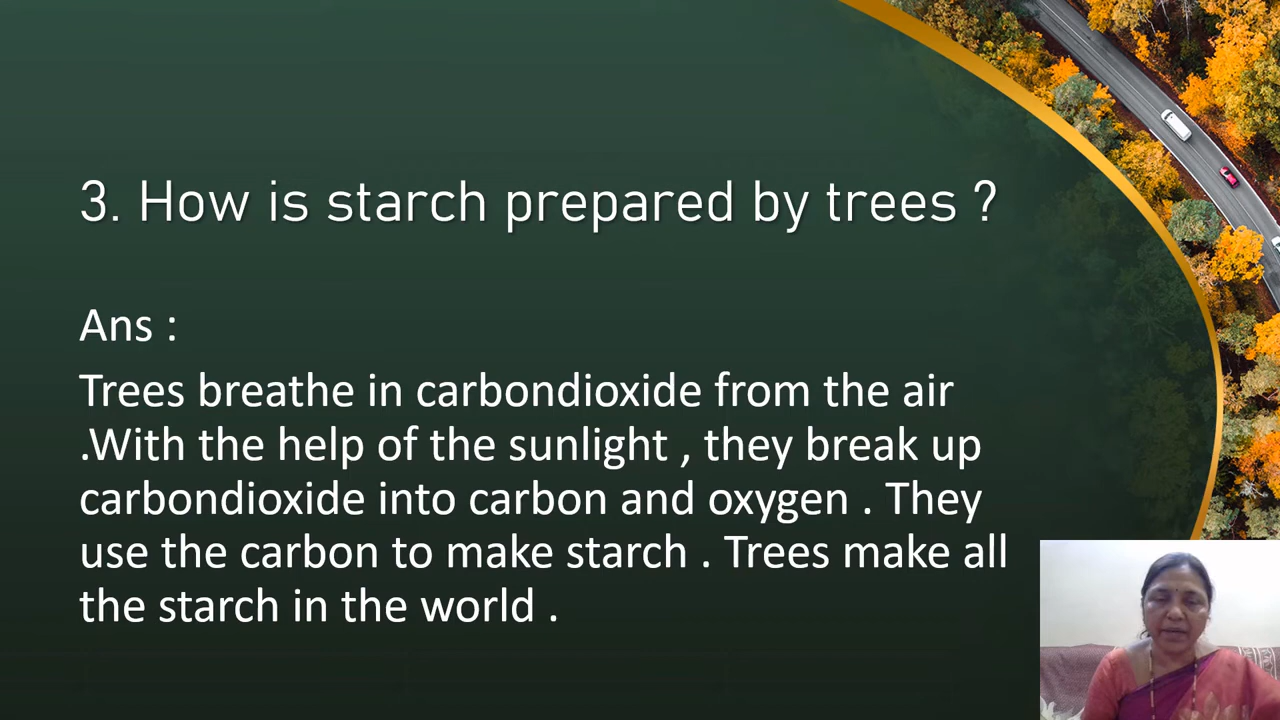 3. How is starch prepared by trees ?
Ans :
Trees breathe in carbondioxide from the air
.With the help of the sunlight , they break up
carbondioxide into carbon and oxygen . They
use the carbon to make starch . Trees make all
the starch in the world .